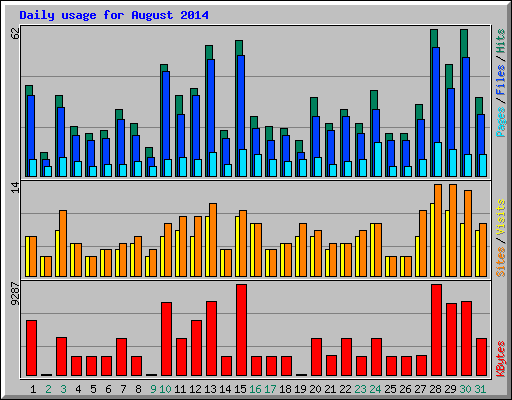 Daily usage for August 2014
62
Pages / Files / Hits
14
Sites / Visits
9287
KBytes
1 2 3 4 5 6 7 8 9 10 11 12 13 14 15 16 17 18 19 20 21 22 23 24 25 26 27 28 29 30 31